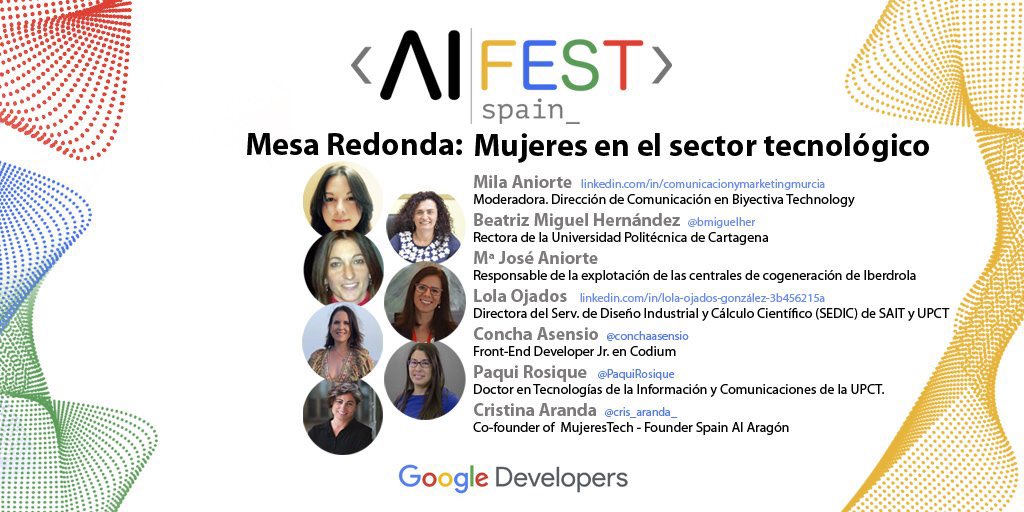 <AI|FEST>
spain_
Mesa Redonda: Mujeres en el sector tecnológico
Mila Aniorte linkedin.com/in/comunicacionymarketingmurcia
Moderadora. Dirección de Comunicación en Biyectiva Technology
Beatriz Miguel Hernández @bmiguelher
Rectora de la Universidad Politécnica de Cartagena
Mª José Aniorte
Responsable de la explotación de las centrales de cogeneración de Iberdrola
Lola Ojados linkedin.com/in/lola-ojados-gonzález-3b456215a
Directora del Serv. de Diseño Industrial y Cálculo Científico (SEDIC) de SAIT y UPCT
Concha Asensio @conchaasensio
Front-End Developer Jr. en Codium
Paqui Rosique @PaquiRosique
Doctor en Tecnologías de la Información y Comunicaciones de la UPCT.
Cristina Aranda @cris_aranda_
Co-founder of MujeresTech - Founder Spain AI Aragón
Google Developers